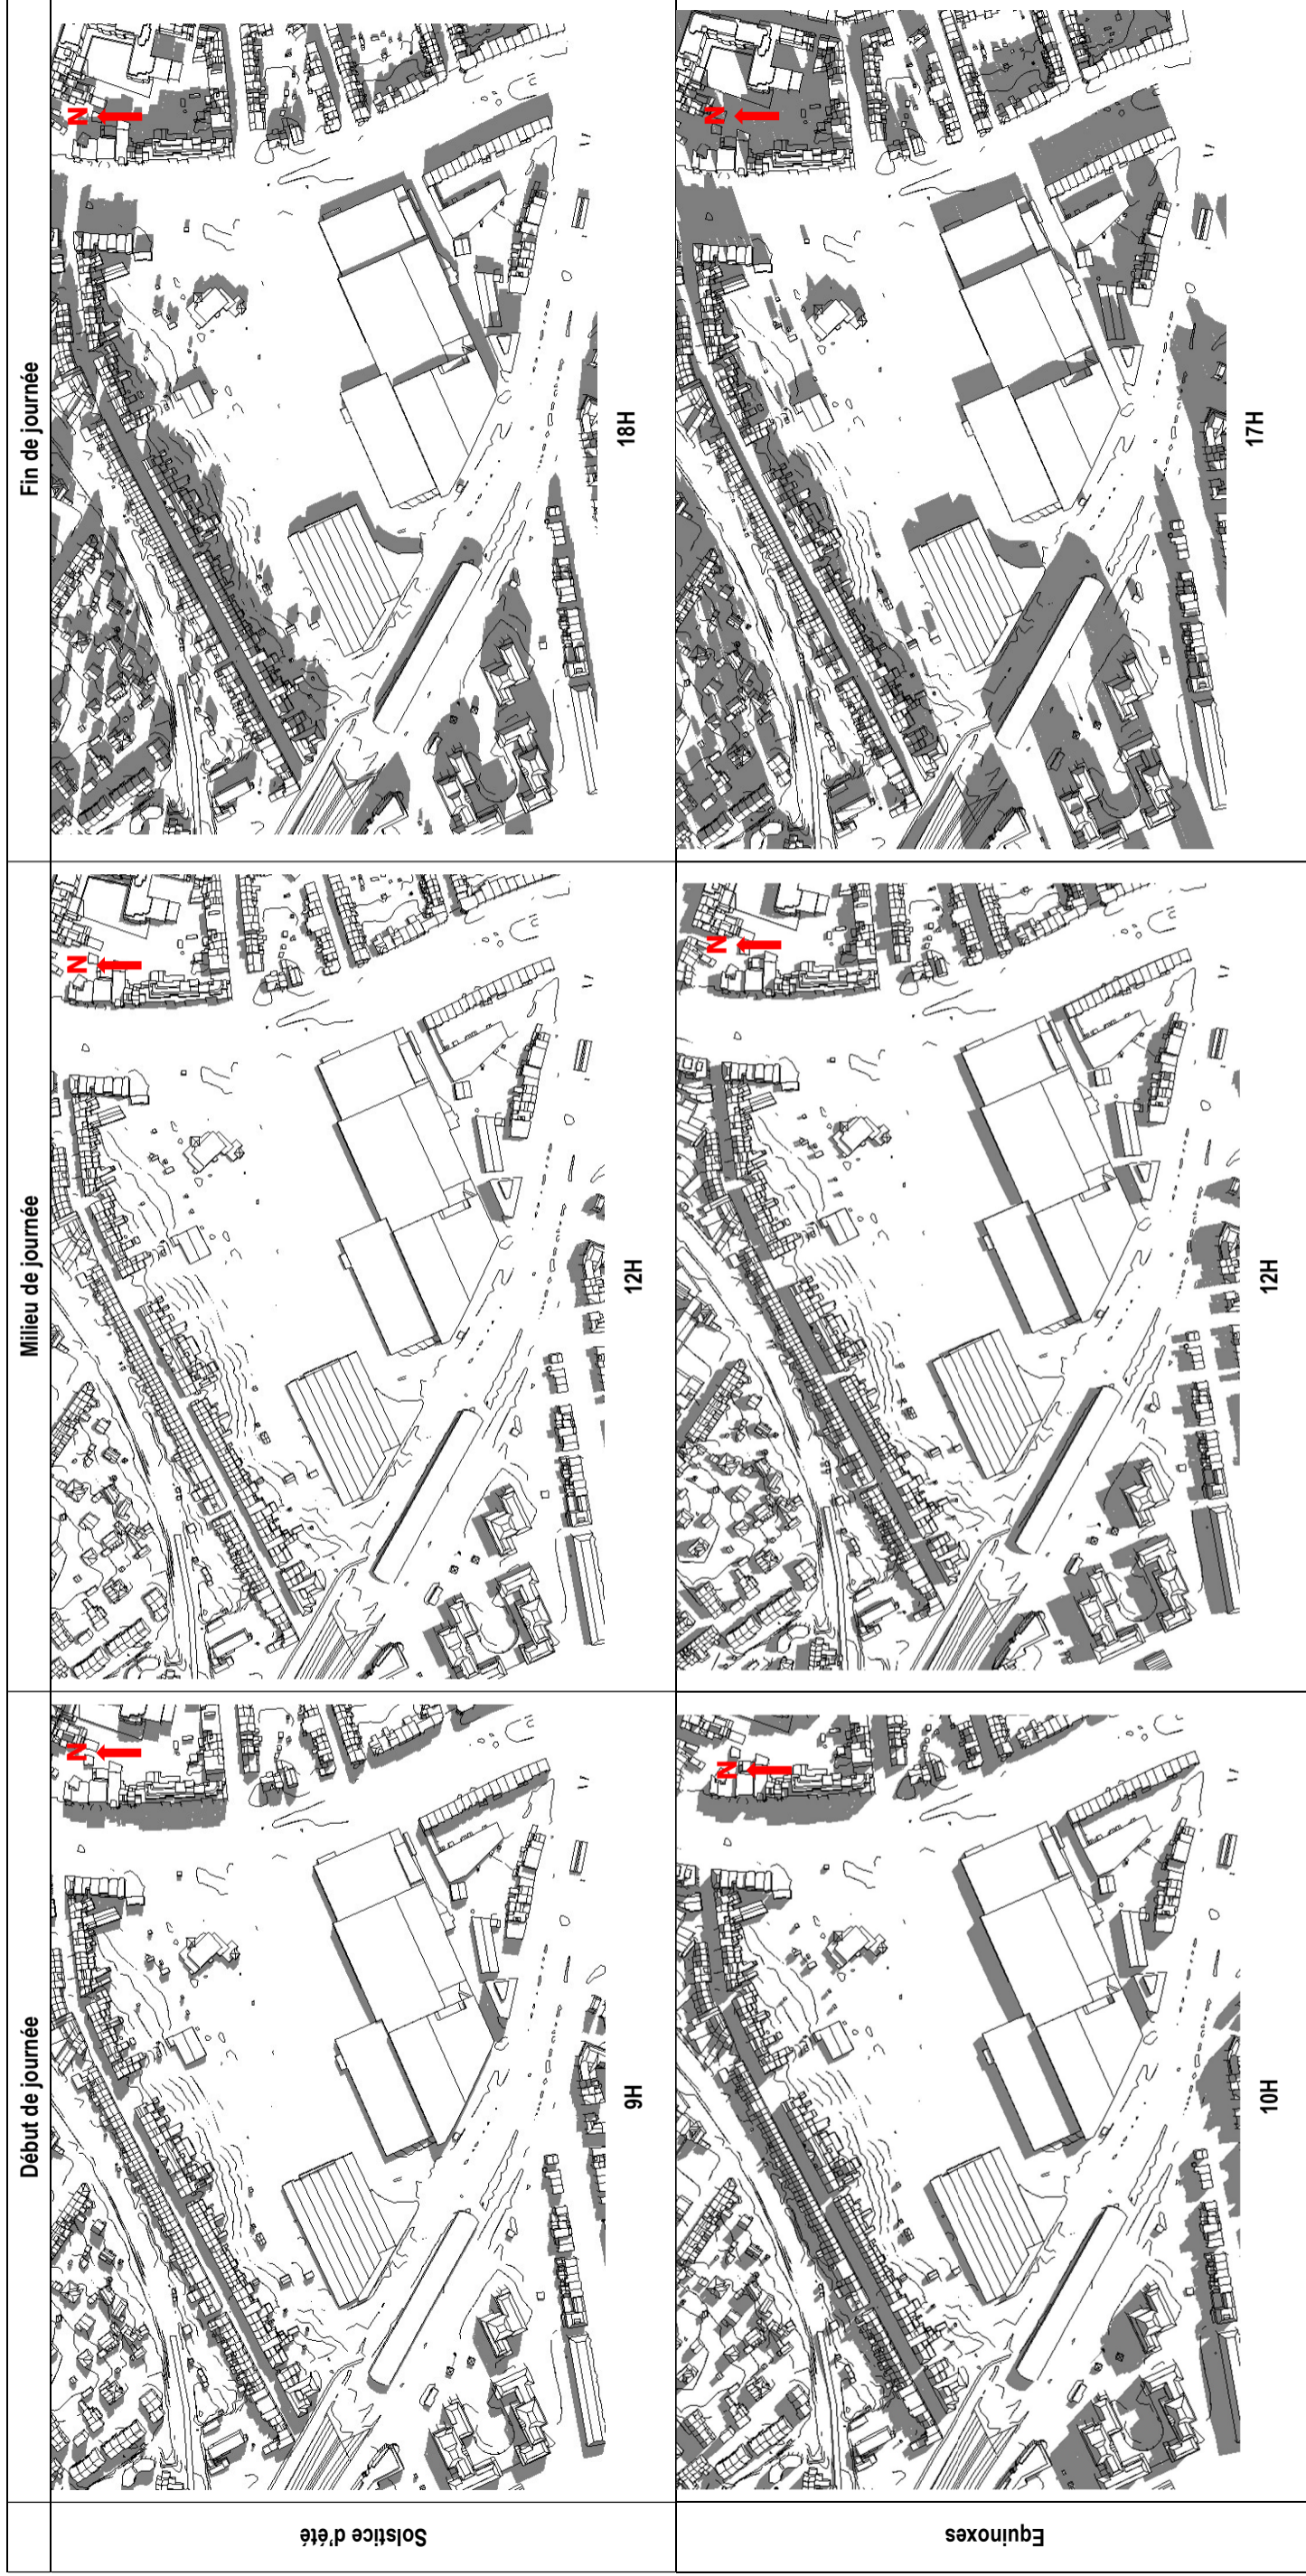 Début de journée
Milieu de journée
Fin de journée
Solstice d'été
N
N
N
9H
12H
18H
Equinoxes
N
N
N
10H
12H
17H